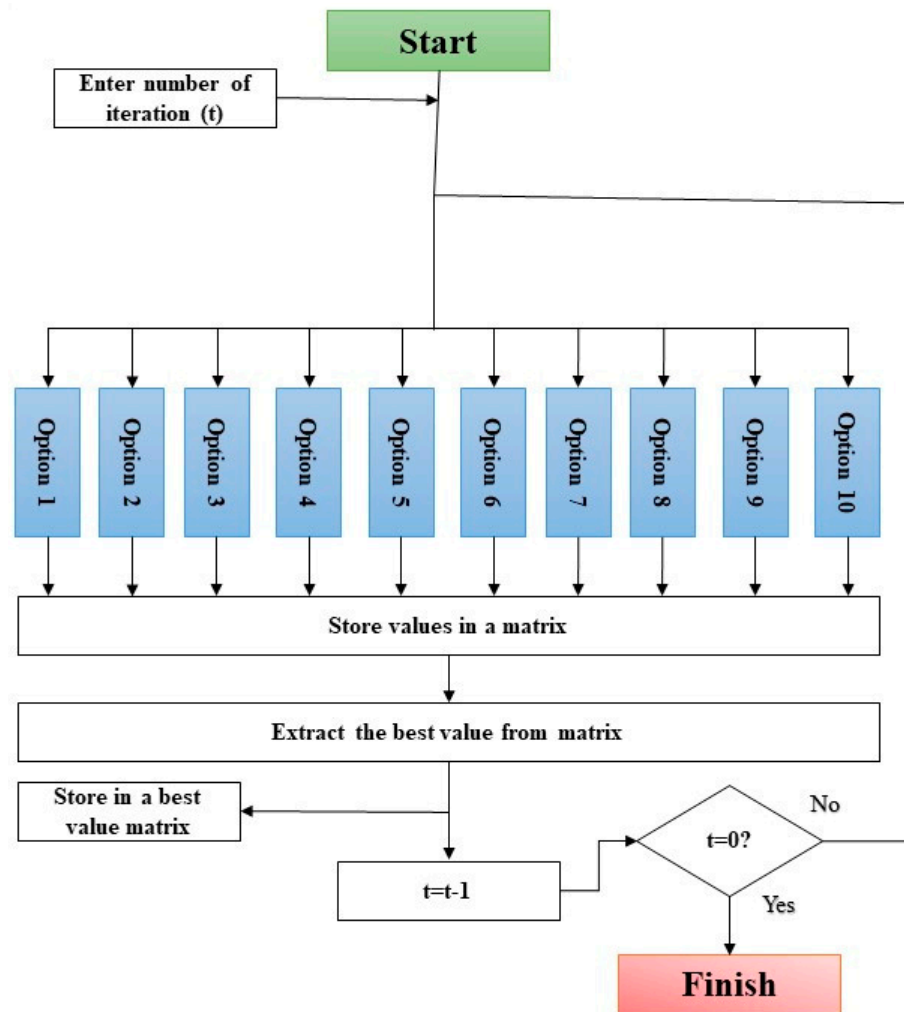 Start
Enter number of
iteration (t)
Option 1
Option 2
Option 3
Option 4
Option 5
Option 6
Option 7
Option 8
Option 9
Option 10
Store values in a matrix
Extract the best value from matrix
Store in a best
value matrix
t=t-1
t=0?
No
Yes
Finish